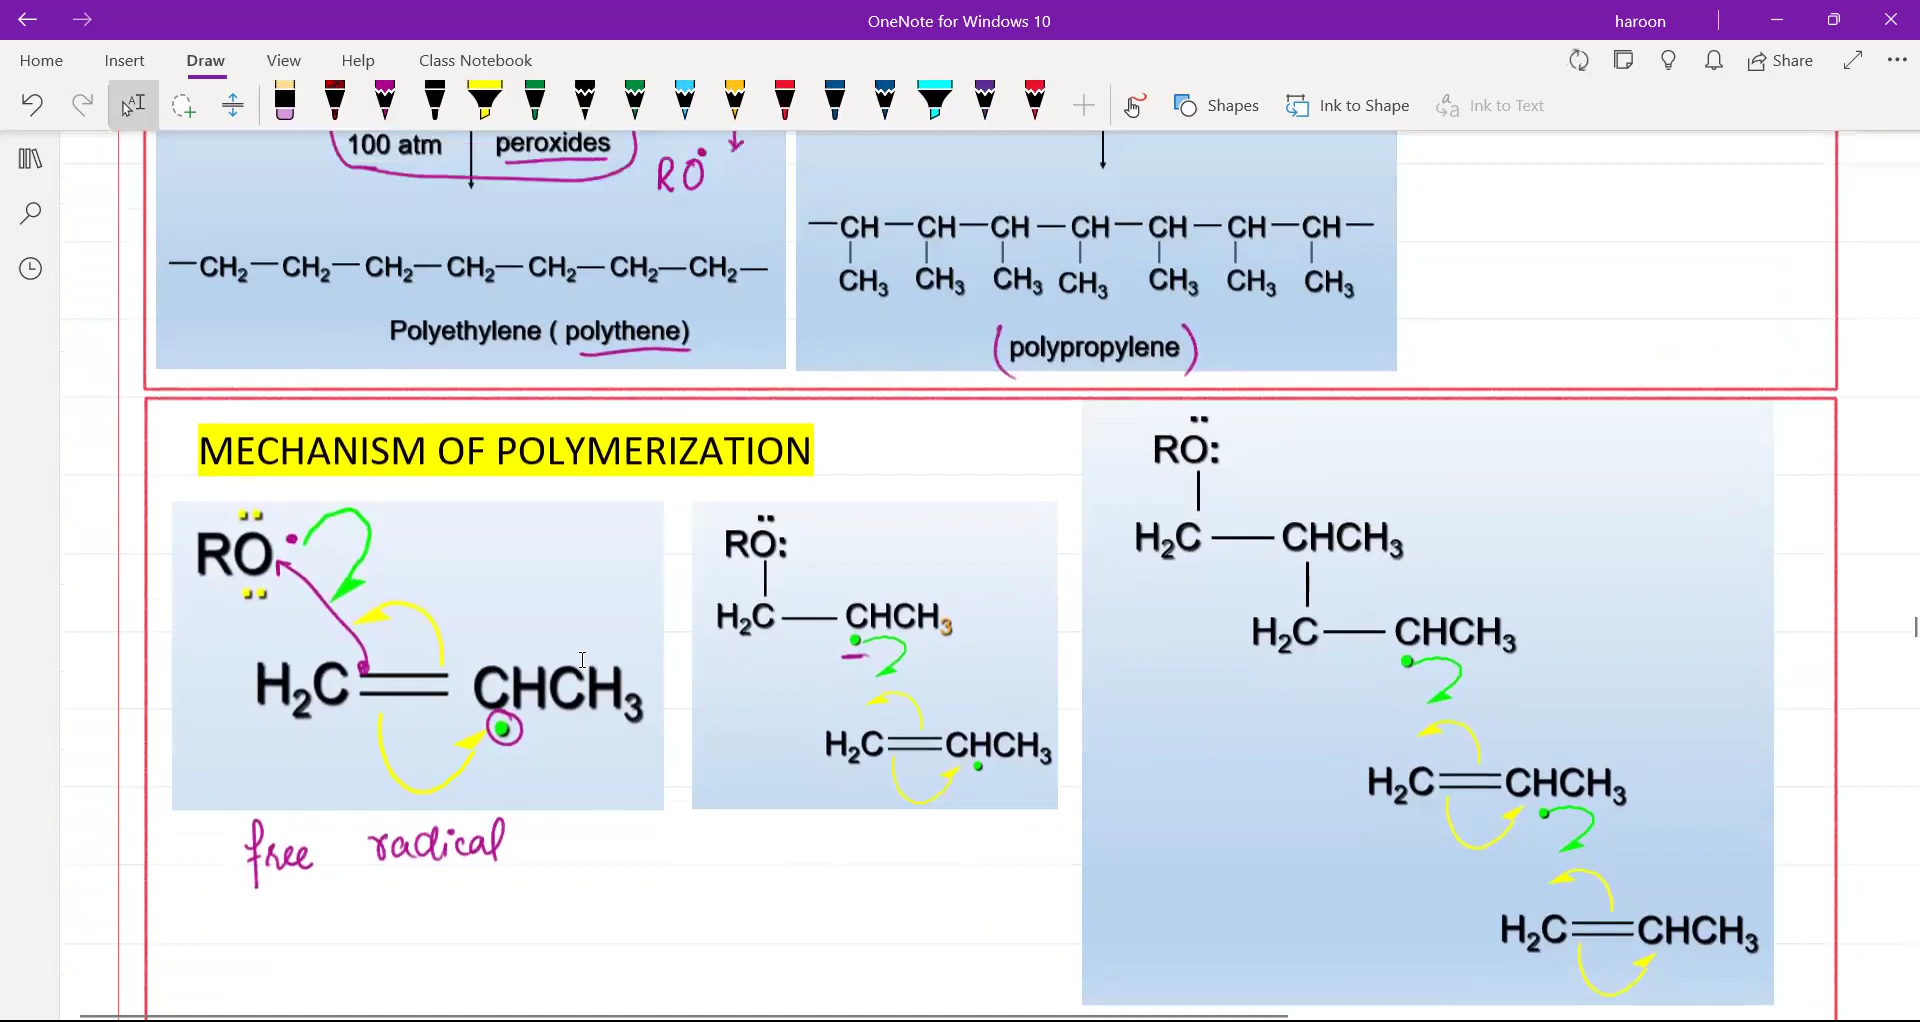 OneNote for Windows 10
haroon
Home Insert Draw View Help Class Notebook
Share
Shapes Ink to Shape Ink to Text
100 atm peroxides
RO•
—CH₂—CH₂—CH₂—CH₂—CH₂—CH₂—CH₂—
Polyethylene ( polythene)
—CH—CH—CH—CH—CH—CH—CH—
CH₃ CH₃ CH₃ CH₃ CH₃ CH₃ CH₃
(polypropylene)
MECHANISM OF POLYMERIZATION
RO•
H₂C=CHCH₃
free radical
RO:
H₂C—CHCH₃
H₂C=CHCH₃
RO:
H₂C—CHCH₃
H₂C—CHCH₃
H₂C=CHCH₃
H₂C=CHCH₃